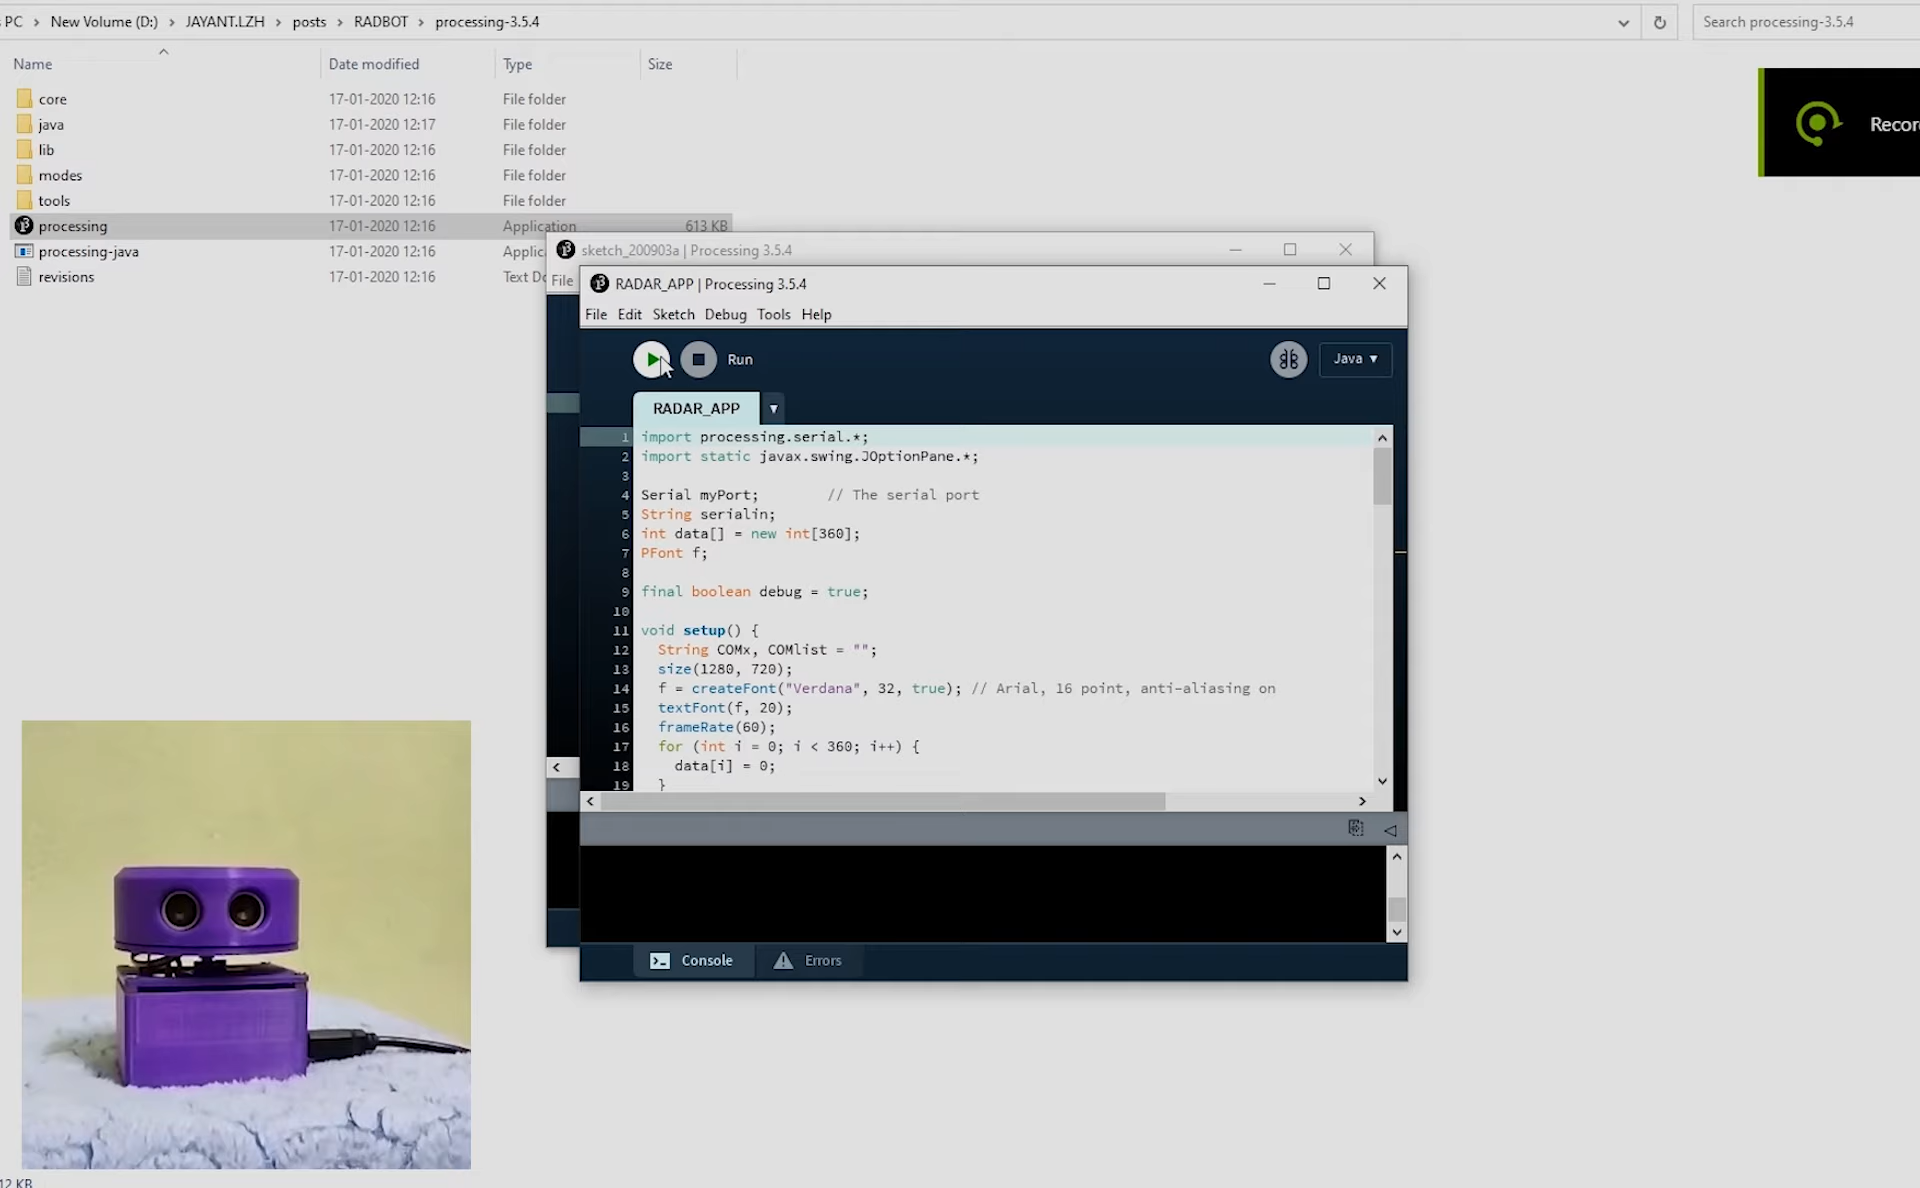 PC > New Volume (D:) > JAYANT.LZH > posts > RADBOT > processing-3.5.4
Search processing-3.5.4
Name Date modified Type Size
core 17-01-2020 12:16 File folder
java 17-01-2020 12:17 File folder
lib 17-01-2020 12:16 File folder
modes 17-01-2020 12:16 File folder
tools 17-01-2020 12:16 File folder
processing 17-01-2020 12:16 Application 613 KB
processing-java 17-01-2020 12:16 Applic
revisions 17-01-2020 12:16 Text Do
Recor
sketch_200903a | Processing 3.5.4
File
RADAR_APP | Processing 3.5.4
File Edit Sketch Debug Tools Help
Run
Java ▾
RADAR_APP ▾
1 import processing.serial.*;
2 import static javax.swing.JOptionPane.*;
3
4 Serial myPort; // The serial port
5 String serialin;
6 int data[] = new int[360];
7 PFont f;
8
9 final boolean debug = true;
10
11 void setup() {
12 String COMx, COMlist = "";
13 size(1280, 720);
14 f = createFont("Verdana", 32, true); // Arial, 16 point, anti-aliasing on
15 textFont(f, 20);
16 frameRate(60);
17 for (int i = 0; i < 360; i++) {
18 data[i] = 0;
19 }
>_ Console Errors
12 KB